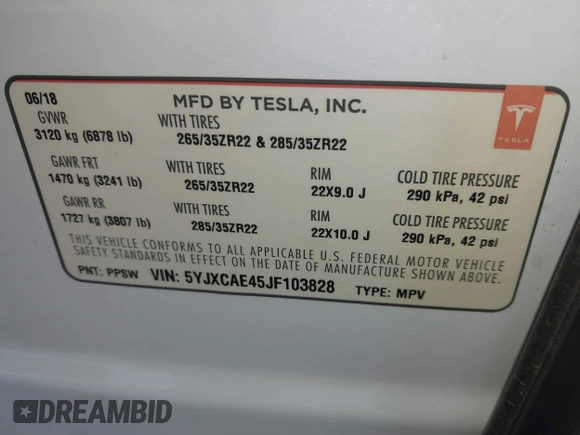 06/18 MFD BY TESLA, INC.
GVWR WITH TIRES
3120 kg (6878 lb) 265/35ZR22 & 285/35ZR22
TESLA
GAWR FRT WITH TIRES RIM COLD TIRE PRESSURE
1470 kg (3241 lb) 265/35ZR22 22X9.0 J 290 kPa, 42 psi
GAWR RR WITH TIRES RIM COLD TIRE PRESSURE
1727 kg (3807 lb) 285/35ZR22 22X10.0 J 290 kPa, 42 psi
THIS VEHICLE CONFORMS TO ALL APPLICABLE U.S. FEDERAL MOTOR VEHICLE
SAFETY STANDARDS IN EFFECT ON THE DATE OF MANUFACTURE SHOWN ABOVE.
PNT: PPSW VIN: 5YJXCAE45JF103828 TYPE: MPV
DREAMBID